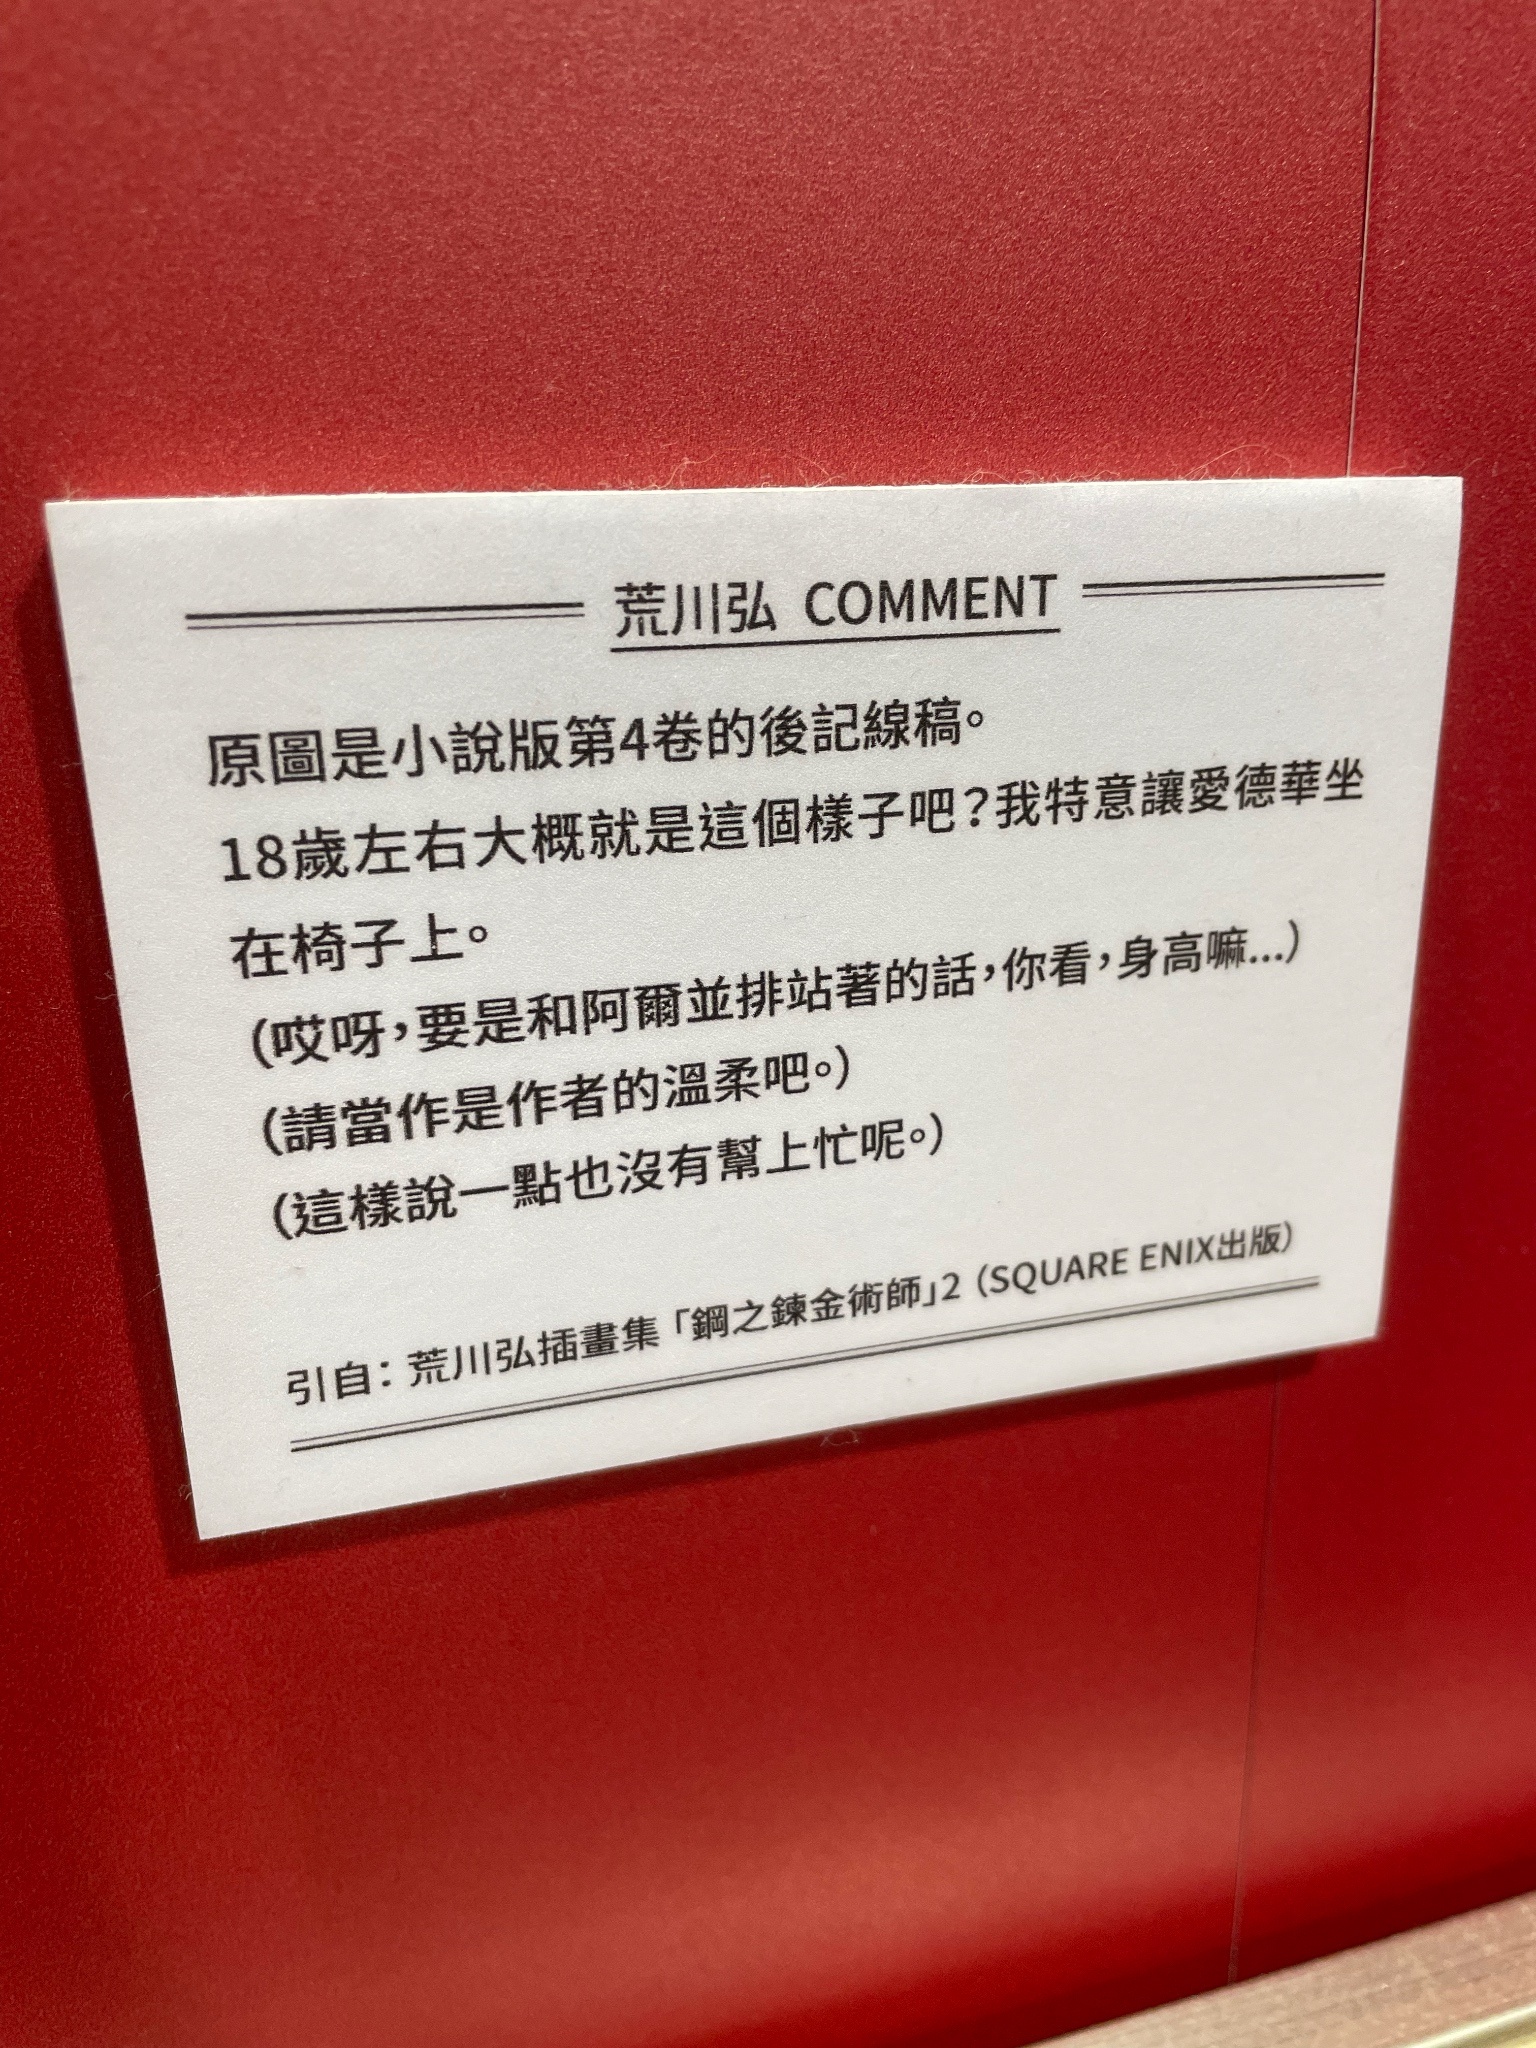 荒川弘 COMMENT
原圖是小說版第4卷的後記線稿。
18歲左右大概就是這個樣子吧？我特意讓愛德華坐
在椅子上。
（哎呀，要是和阿爾並排站著的話，你看，身高嘛...）
（請當作是作者的溫柔吧。）
（這樣說一點也沒有幫上忙呢。）
引自：荒川弘插畫集「鋼之鍊金術師」2（SQUARE ENIX出版）